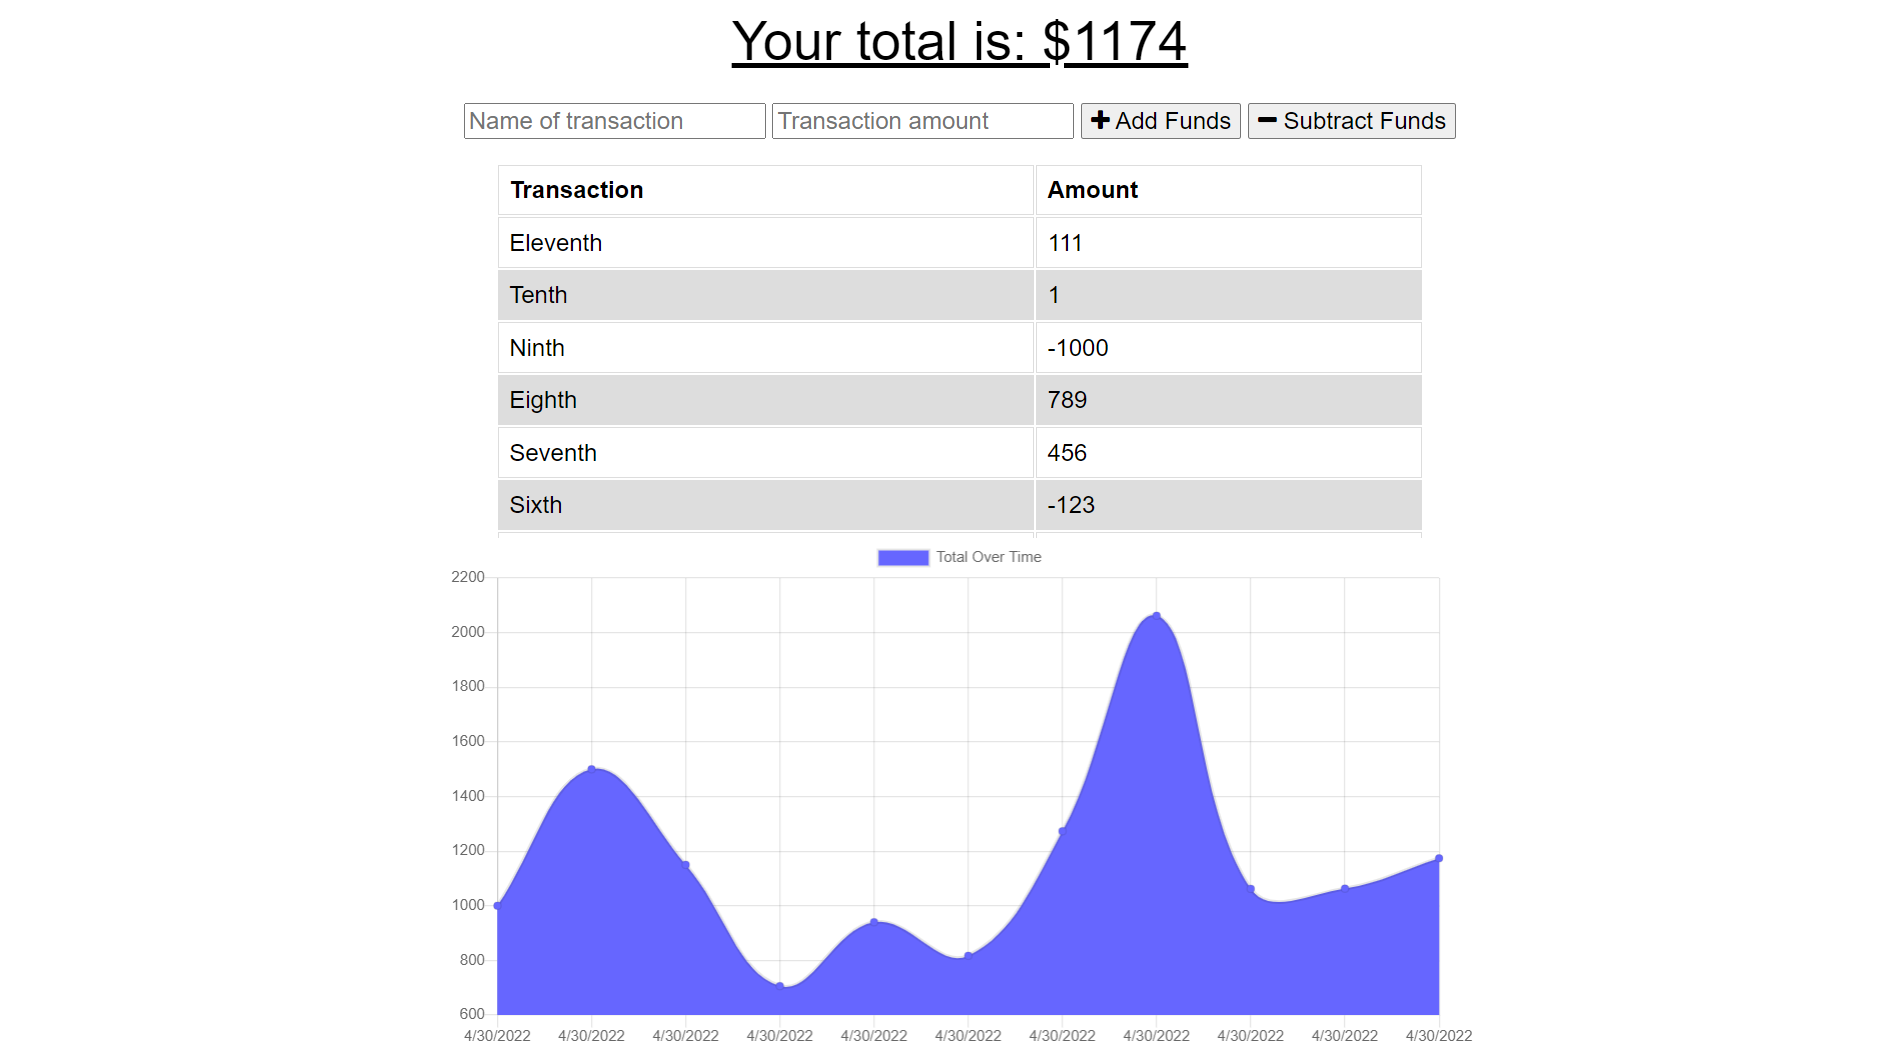 Your total is: $1174
Name of transaction Transaction amount Add Funds Subtract Funds
Transaction Amount
Eleventh 111
Tenth 1
Ninth -1000
Eighth 789
Seventh 456
Sixth -123
Total Over Time
2200
2000
1800
1600
1400
1200
1000
800
600
4/30/2022 4/30/2022 4/30/2022 4/30/2022 4/30/2022 4/30/2022 4/30/2022 4/30/2022 4/30/2022 4/30/2022 4/30/2022